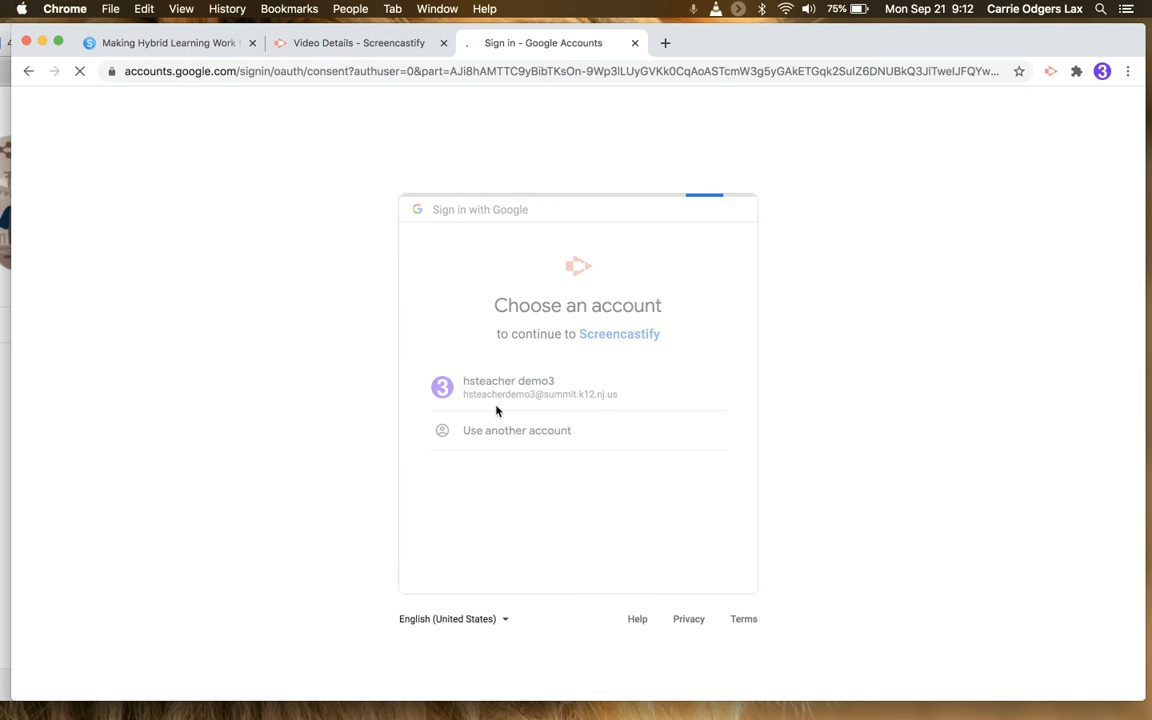 Chrome File Edit View History Bookmarks People Tab Window Help 75% Mon Sep 21 9:12 Carrie Odgers Lax
Making Hybrid Learning Work Video Details - Screencastify Sign in - Google Accounts
accounts.google.com/signin/oauth/consent?authuser=0&part=AJi8hAMTTC9yBibTKsOn-9Wp3lLUyGVKk0CqAoASTcmW3g5yGAkETGqk2SuIZ6DNUBkQ3JlTweIJFQYw... 3
G Sign in with Google
Choose an account
to continue to Screencastify
3 hsteacher demo3
hsteacherdemo3@summit.k12.nj.us
Use another account
English (United States) Help Privacy Terms